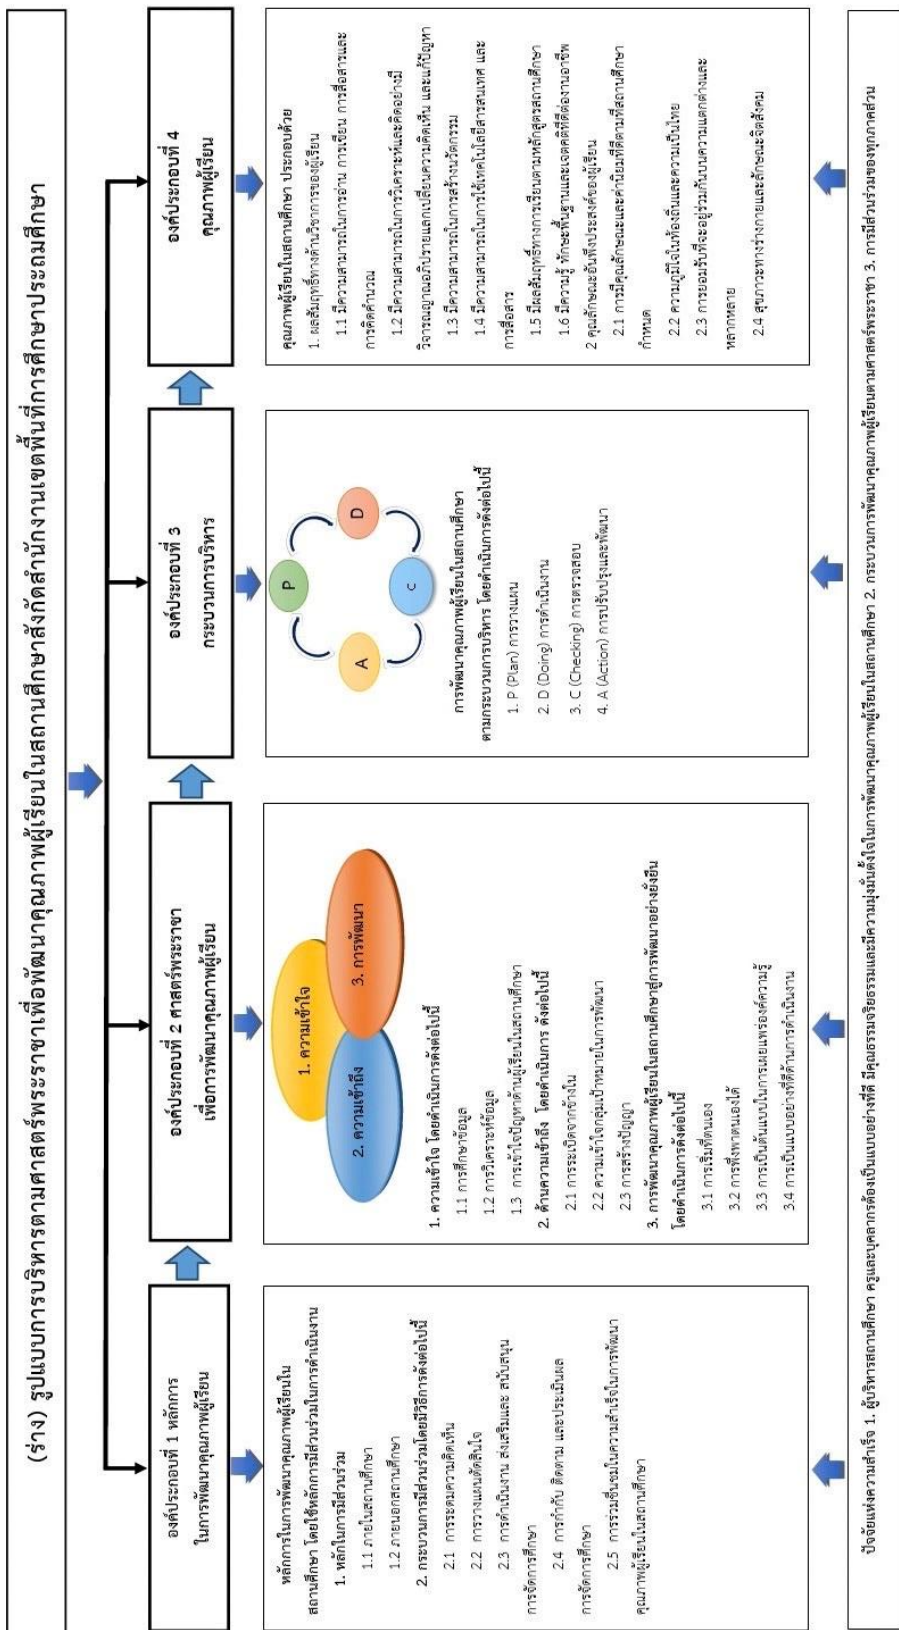 (ร่าง) รูปแบบการบริหารตามศาสตร์พระราชาเพื่อพัฒนาคุณภาพผู้เรียนในสถานศึกษาสังกัดสำนักงานเขตพื้นที่การศึกษาประถมศึกษา
องค์ประกอบที่ 1 หลักการ
ในการพัฒนาคุณภาพผู้เรียน
องค์ประกอบที่ 2 ศาสตร์พระราชา
เพื่อการพัฒนาคุณภาพผู้เรียน
องค์ประกอบที่ 3
กระบวนการบริหาร
องค์ประกอบที่ 4
คุณภาพผู้เรียน
หลักการในการพัฒนาคุณภาพผู้เรียนใน
สถานศึกษา โดยใช้หลักการมีส่วนร่วมในการดำเนินงาน
1. หลักในการมีส่วนร่วม
1.1 ภายในสถานศึกษา
1.2 ภายนอกสถานศึกษา
2. กระบวนการมีส่วนร่วมโดยมีวิธีการดังต่อไปนี้
2.1 การระดมความคิดเห็น
2.2 การวางแผนตัดสินใจ
2.3 การดำเนินงาน ส่งเสริมและ สนับสนุน
การจัดการศึกษา
2.4 การกำกับ ติดตาม และประเมินผล
การจัดการศึกษา
2.5 การร่วมชื่นชมในความสำเร็จในการพัฒนา
คุณภาพผู้เรียนในสถานศึกษา
1. ความเข้าใจ
2. ความเข้าถึง
3. การพัฒนา
1. ความเข้าใจ โดยดำเนินการดังต่อไปนี้
1.1 การศึกษาข้อมูล
1.2 การวิเคราะห์ข้อมูล
1.3 การเข้าใจปัญหาด้านผู้เรียนในสถานศึกษา
2. ด้านความเข้าถึง โดยดำเนินการ ดังต่อไปนี้
2.1 การระเบิดจากข้างใน
2.2 ความเข้าใจกลุ่มเป้าหมายในการพัฒนา
2.3 การสร้างปัญญา
3. การพัฒนาคุณภาพผู้เรียนในสถานศึกษาสู่การพัฒนาอย่างยั่งยืน
โดยดำเนินการดังต่อไปนี้
3.1 การเริ่มที่ตนเอง
3.2 การพึ่งพาตนเองได้
3.3 การเป็นต้นแบบในการเผยแพร่องค์ความรู้
3.4 การเป็นแบบอย่างที่ดีด้านการดำเนินงาน
P
D
C
A
การพัฒนาคุณภาพผู้เรียนในสถานศึกษา
ตามกระบวนการบริหาร โดยดำเนินการดังต่อไปนี้
1. P (Plan) การวางแผน
2. D (Doing) การดำเนินงาน
3. C (Checking) การตรวจสอบ
4. A (Action) การปรับปรุงและพัฒนา
คุณภาพผู้เรียนในสถานศึกษา ประกอบด้วย
1. ผลสัมฤทธิ์ทางด้านวิชาการของผู้เรียน
1.1 มีความสามารถในการอ่าน การเขียน การสื่อสารและ
การคิดคำนวณ
1.2 มีความสามารถในการวิเคราะห์และคิดอย่างมี
วิจารณญาณอภิปรายแลกเปลี่ยนความคิดเห็น และแก้ปัญหา
1.3 มีความสามารถในการสร้างนวัตกรรม
1.4 มีความสามารถในการใช้เทคโนโลยีสารสนเทศ และ
การสื่อสาร
1.5 มีผลสัมฤทธิ์ทางการเรียนตามหลักสูตรสถานศึกษา
1.6 มีความรู้ ทักษะพื้นฐานและเจตคติที่ดีต่องานอาชีพ
2 คุณลักษณะอันพึงประสงค์ของผู้เรียน
2.1 การมีคุณลักษณะและค่านิยมที่ดีตามที่สถานศึกษา
กำหนด
2.2 ความภูมิใจในท้องถิ่นและความเป็นไทย
2.3 การยอมรับที่จะอยู่ร่วมกันบนความแตกต่างและ
หลากหลาย
2.4 สุขภาวะทางร่างกายและลักษณะจิตสังคม
ปัจจัยแห่งความสำเร็จ 1. ผู้บริหารสถานศึกษา ครูและบุคลากรต้องเป็นแบบอย่างที่ดี มีคุณธรรมจริยธรรมและมีความมุ่งมั่นตั้งใจในการพัฒนาคุณภาพผู้เรียนในสถานศึกษา 2. กระบวนการพัฒนาคุณภาพผู้เรียนตามศาสตร์พระราชา 3. การมีส่วนร่วมของทุกภาคส่วน